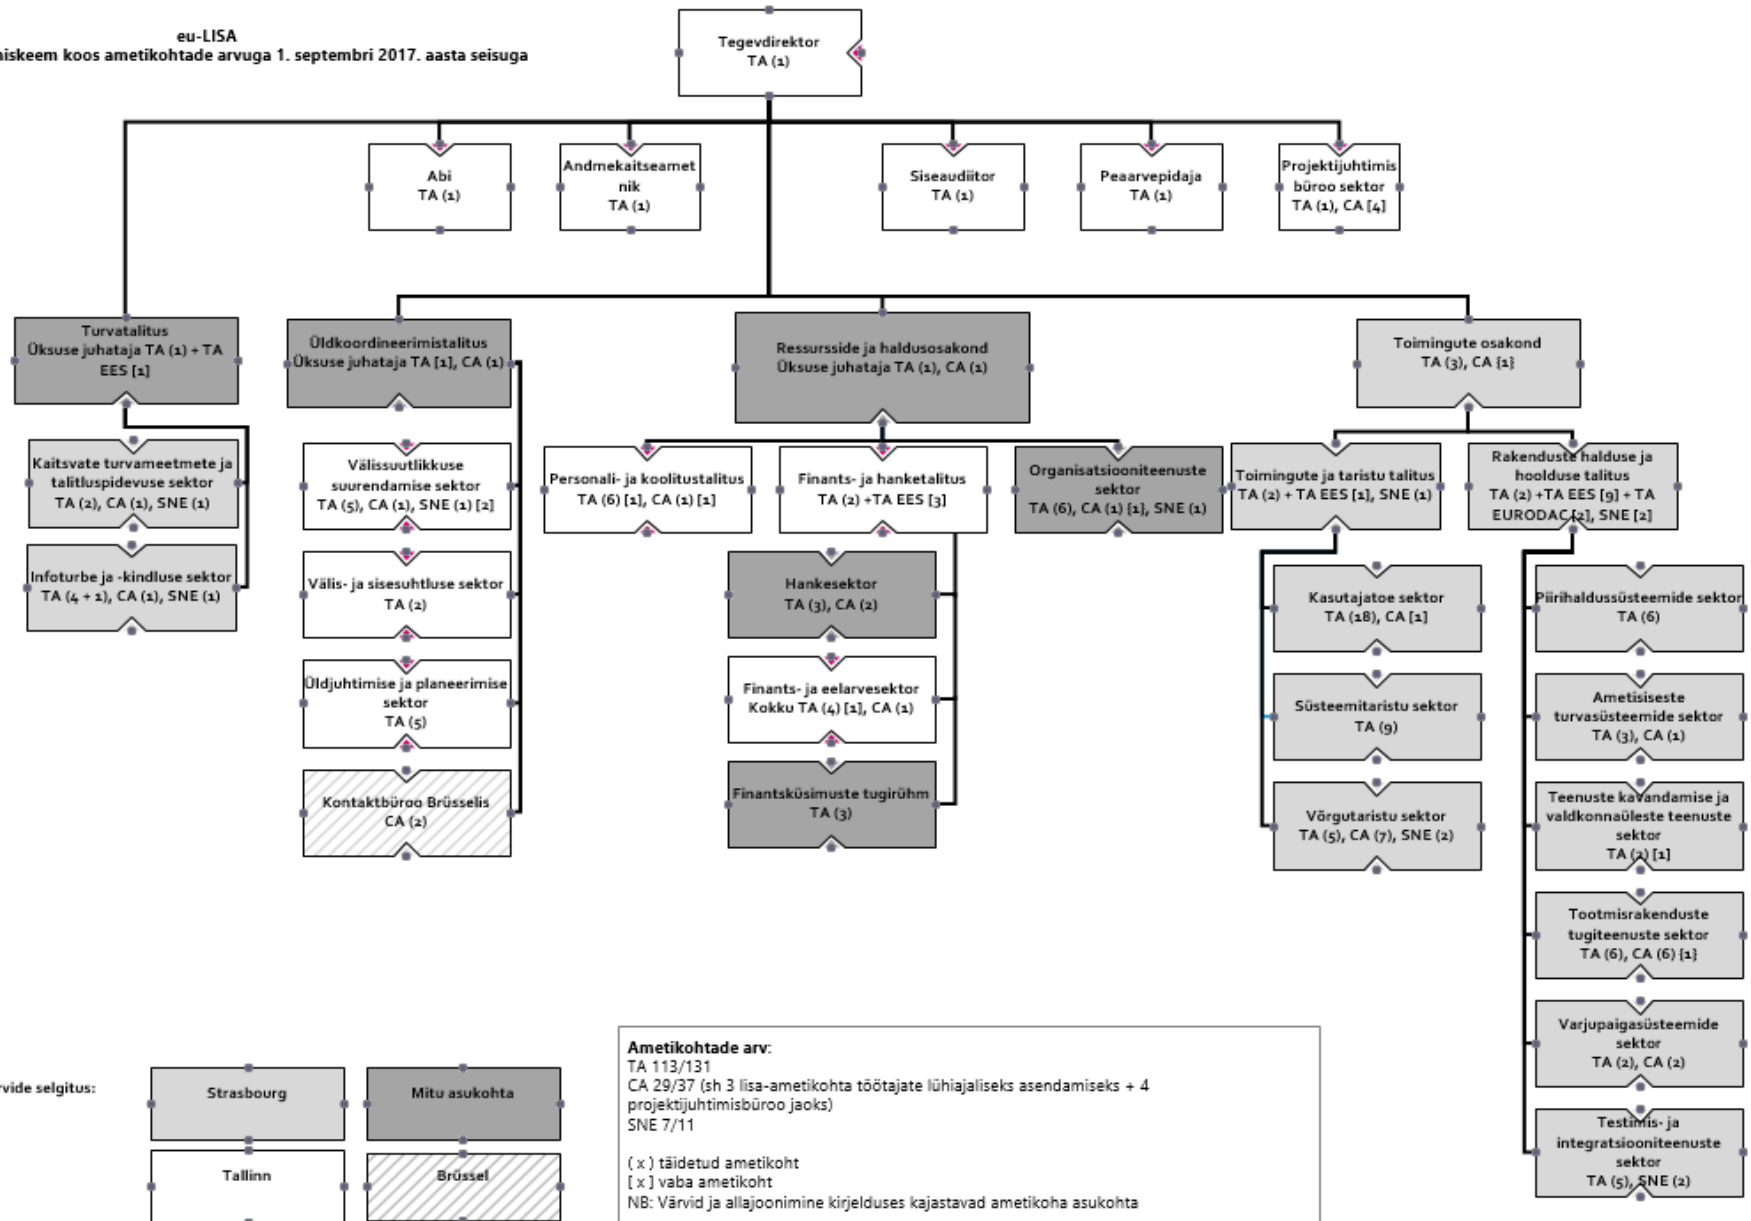 eu-LISA
niskeem koos ametikohtade arvuga 1. septembri 2017. aasta seisuga
Tegevdirektor
TA (1)
Abi
TA (1)
Andmekaitseamet
nik
TA (1)
Siseaudiitor
TA (1)
Peaarvepidaja
TA (1)
Projektijuhtimis
büroo sektor
TA (1), CA [4]
Turvatalitus
Üksuse juhataja TA (1) + TA
EES [1]
Üldkoordineerimistalitus
Üksuse juhataja TA [1], CA (1)
Ressursside ja haldusosakond
Üksuse juhataja TA (1), CA (1)
Toimingute osakond
TA (3), CA {1}
Kaitsvate turvameetmete ja
talitluspidevuse sektor
TA (2), CA (1), SNE (1)
Infoturbe ja -kindluse sektor
TA (4 + 1), CA (1), SNE (1)
Välissuutlikkuse
suurendamise sektor
TA (5), CA (1), SNE (1) [2]
Välis- ja sisesuhtluse sektor
TA (2)
Üldjuhtimise ja planeerimise
sektor
TA (5)
Kontaktbüroo Brüsselis
CA (2)
Personali- ja koolitustalitus
TA (6) [1], CA (1) [1]
Finants- ja hanketalitus
TA (2) +TA EES [3]
Organisatsiooniteenuste
sektor
TA (6), CA (1) {1}, SNE (1)
Hankesektor
TA (3), CA (2)
Finants- ja eelarvesektor
Kokku TA (4) [1], CA (1)
Finantsküsimuste tugirühm
TA (3)
Toimingute ja taristu talitus
TA (2) + TA EES [1], SNE (1)
Rakenduste halduse ja
hoolduse talitus
TA (2) +TA EES [9] + TA
EURODAC [2], SNE [2]
Kasutajatoe sektor
TA (18), CA [1]
Süsteemitaristu sektor
TA (9)
Võrgutaristu sektor
TA (5), CA (7), SNE (2)
Piirihaldussüsteemide sektor
TA (6)
Ametisiseste
turvasüsteemide sektor
TA (3), CA (1)
Teenuste kavandamise ja
valdkonnaüleste teenuste
sektor
TA (2) [1]
Tootmisrakenduste
tugiteenuste sektor
TA (6), CA (6) {1}
Varjupaigasüsteemide
sektor
TA (2), CA (2)
Testimis- ja
integratsiooniteenuste
sektor
TA (5), SNE (2)
rvide selgitus:
Strasbourg
Mitu asukohta
Tallinn
Brüssel
Ametikohtade arv:
TA 113/131
CA 29/37 (sh 3 lisa-ametikohta töötajate lühiajaliseks asendamiseks + 4
projektijuhtimisbüroo jaoks)
SNE 7/11
( x ) täidetud ametikoht
[ x ] vaba ametikoht
NB: Värvid ja allajoonimine kirjelduses kajastavad ametikoha asukohta